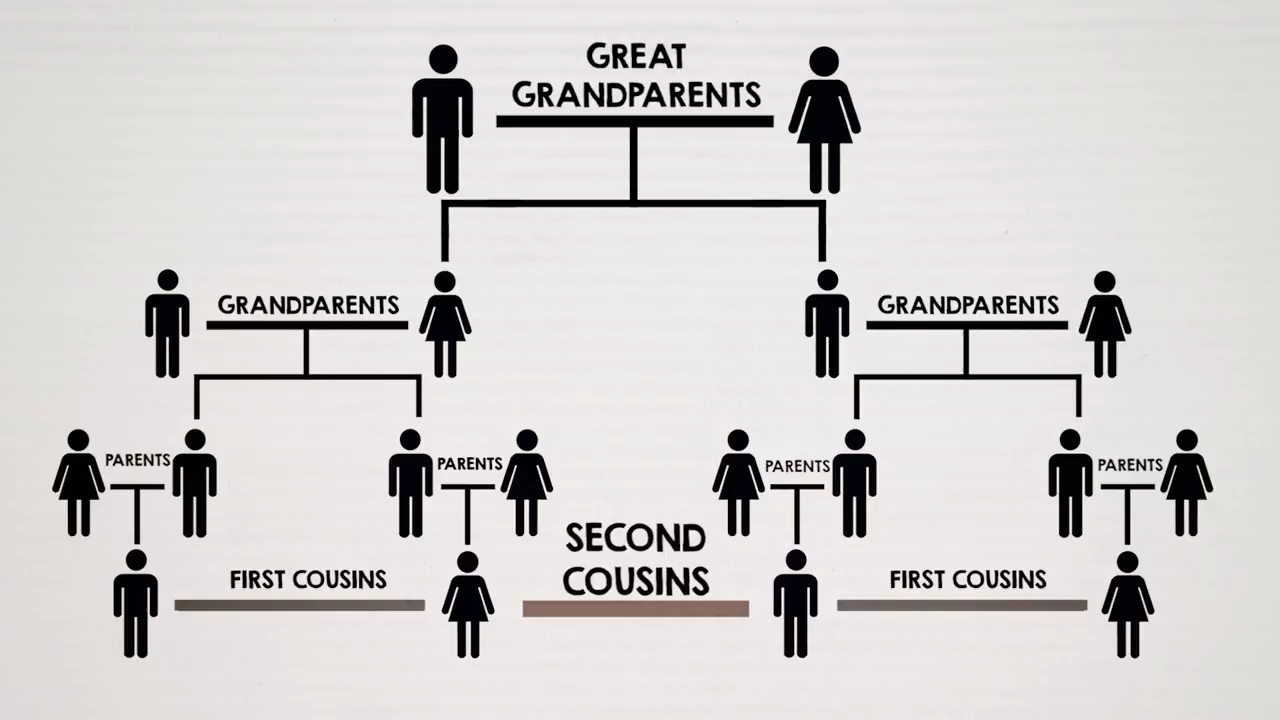 GREAT
GRANDPARENTS
GRANDPARENTS
GRANDPARENTS
PARENTS
PARENTS
PARENTS
PARENTS
SECOND
COUSINS
FIRST COUSINS
FIRST COUSINS